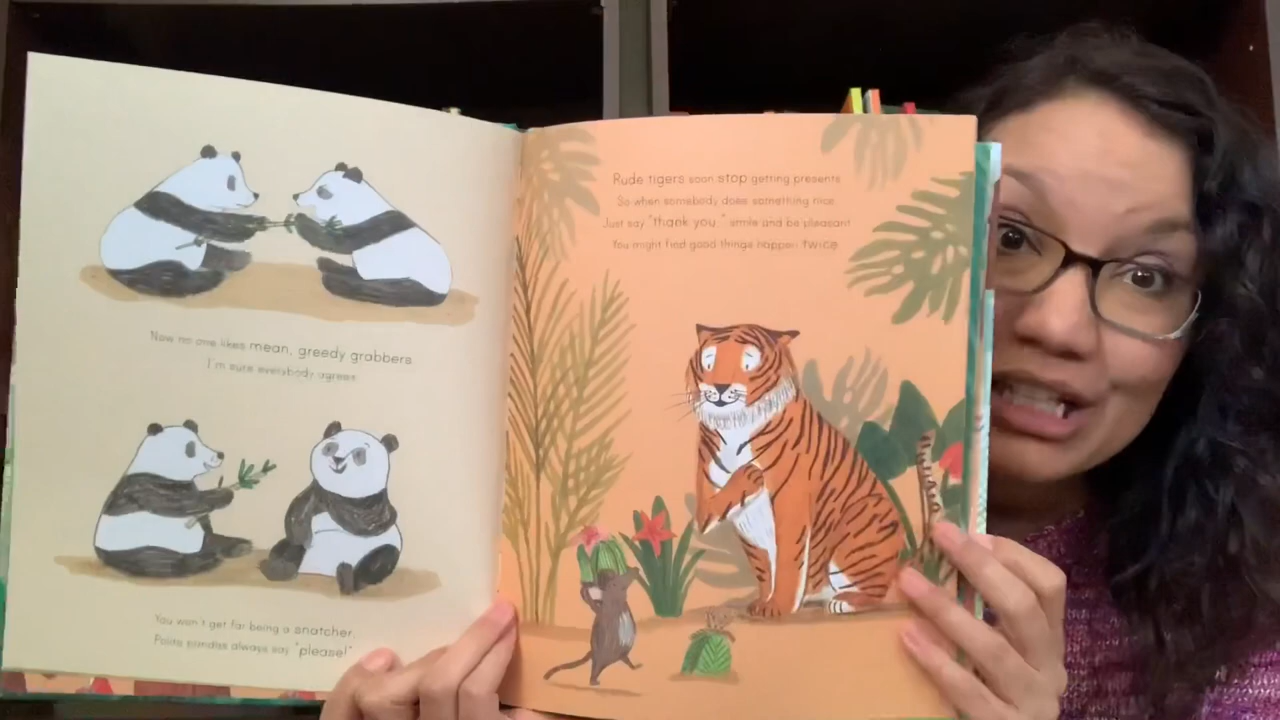 Now no one likes mean, greedy grabbers.
I'm sure everybody agrees.
You won't get far being a snatcher.
Polite pandas always say "please!"
Rude tigers soon stop getting presents.
So when somebody does something nice
Just say "thank you," smile and be pleasant.
You might find good things happen twice.